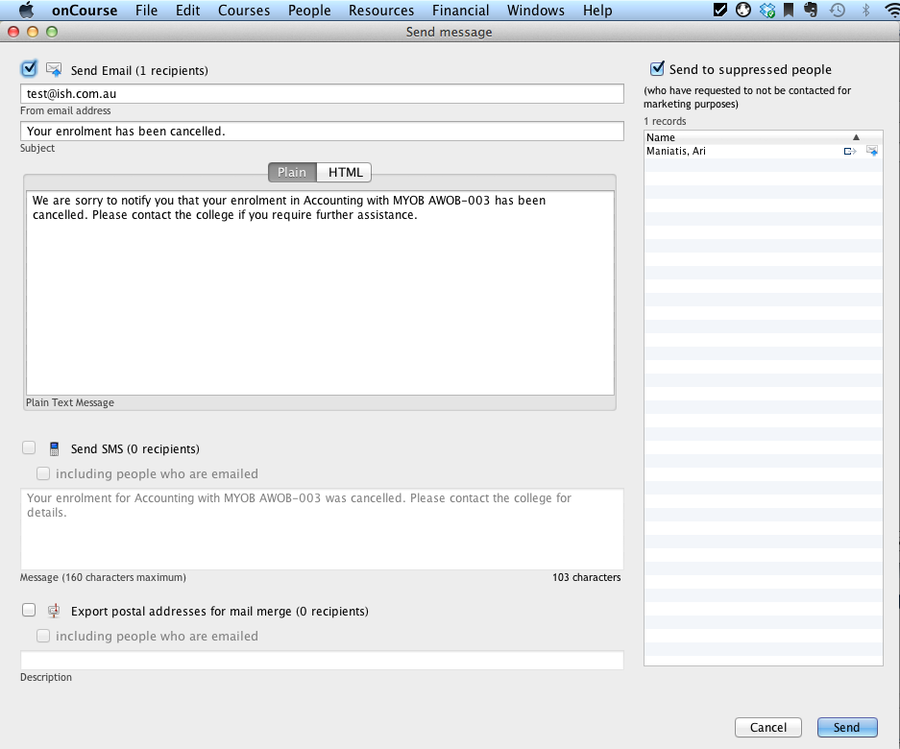 onCourse File Edit Courses People Resources Financial Windows Help
Send message
Send Email (1 recipients)
test@ish.com.au
From email address
Your enrolment has been cancelled.
Subject
Plain HTML
We are sorry to notify you that your enrolment in Accounting with MYOB AWOB-003 has been
cancelled. Please contact the college if you require further assistance.
Plain Text Message
Send SMS (0 recipients)
including people who are emailed
Your enrolment for Accounting with MYOB AWOB-003 was cancelled. Please contact the college for
details.
Message (160 characters maximum) 103 characters
Export postal addresses for mail merge (0 recipients)
including people who are emailed
Description
Send to suppressed people
(who have requested to not be contacted for
marketing purposes)
1 records
Name
Maniatis, Ari
Cancel Send